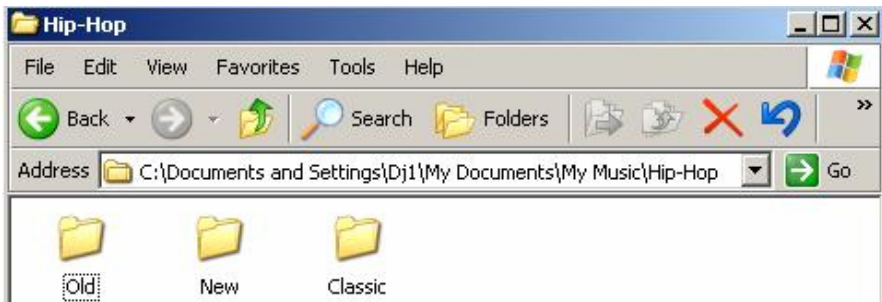 Hip-Hop
File Edit View Favorites Tools Help
Back Search Folders »
Address C:\Documents and Settings\Dj1\My Documents\My Music\Hip-Hop Go
Old New Classic